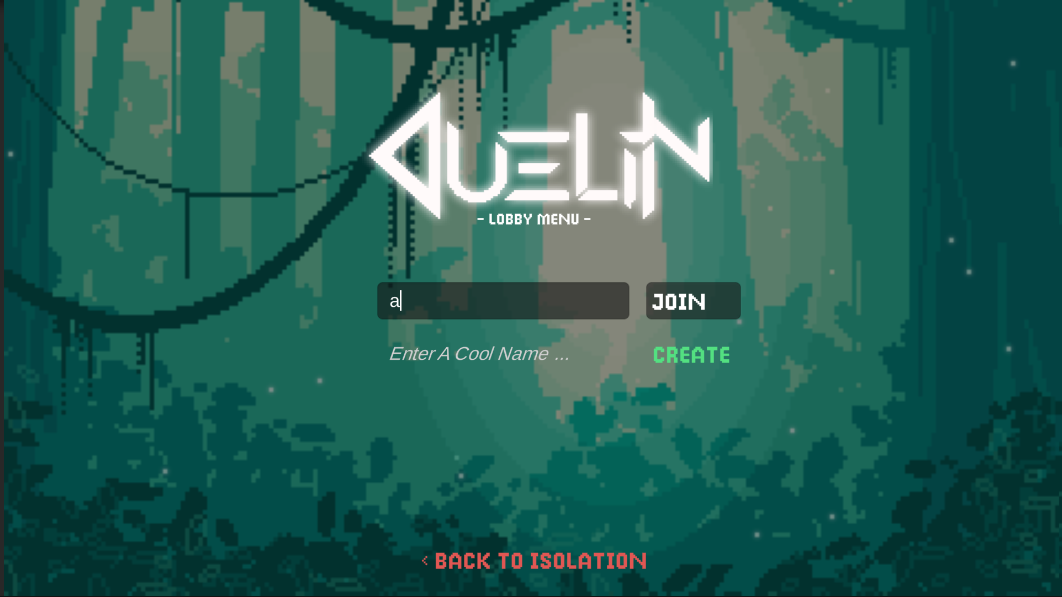 DUELIN
- LOBBY MENU -
a JOIN
Enter A Cool Name ... CREATE
< BACK TO ISOLATION